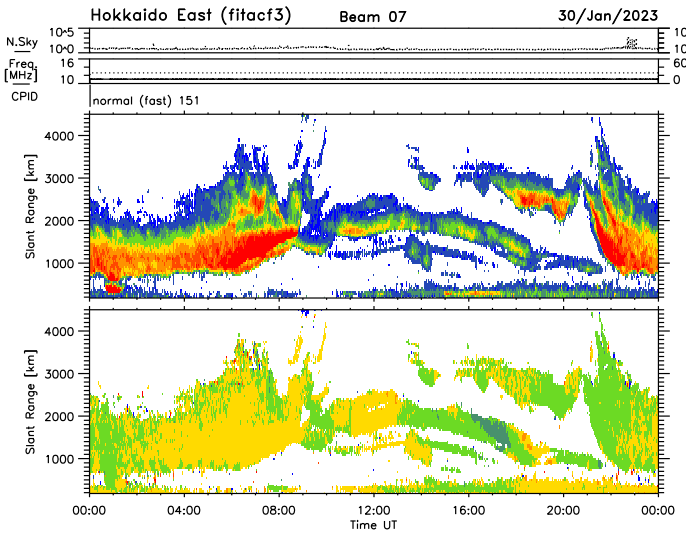 Hokkaido East (fitacf3) Beam 07 30/Jan/2023
N.Sky 10^5 10^0 10 10
Freq. [MHz] 16 10 60 0
CPID normal (fast) 151
Slant Range [km] 4000 3000 2000 1000
Slant Range [km] 4000 3000 2000 1000
00:00 04:00 08:00 12:00 16:00 20:00 00:00
Time UT